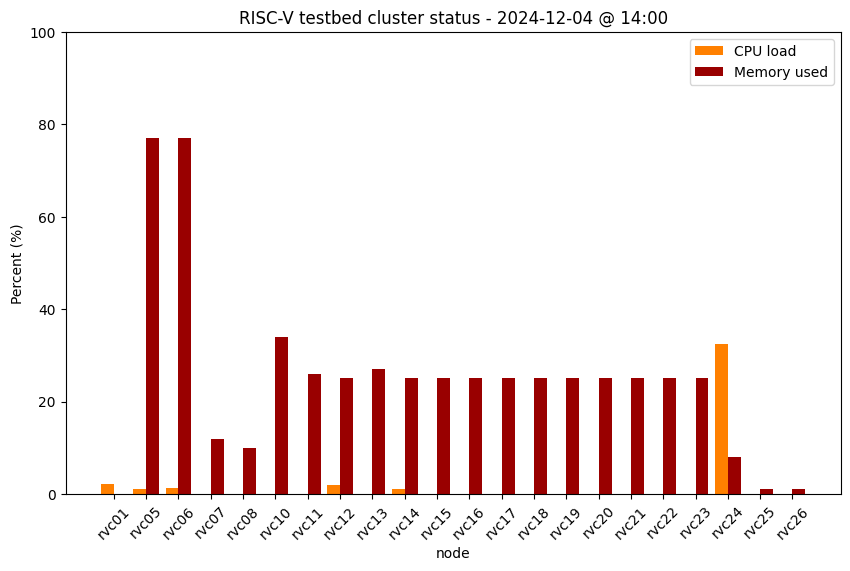 RISC-V testbed cluster status - 2024-12-04 @ 14:00
CPU load
Memory used
Percent (%)
100
80
60
40
20
0
rvc01 rvc05 rvc06 rvc07 rvc08 rvc10 rvc11 rvc12 rvc13 rvc14 rvc15 rvc16 rvc17 rvc18 rvc19 rvc20 rvc21 rvc22 rvc23 rvc24 rvc25 rvc26
node